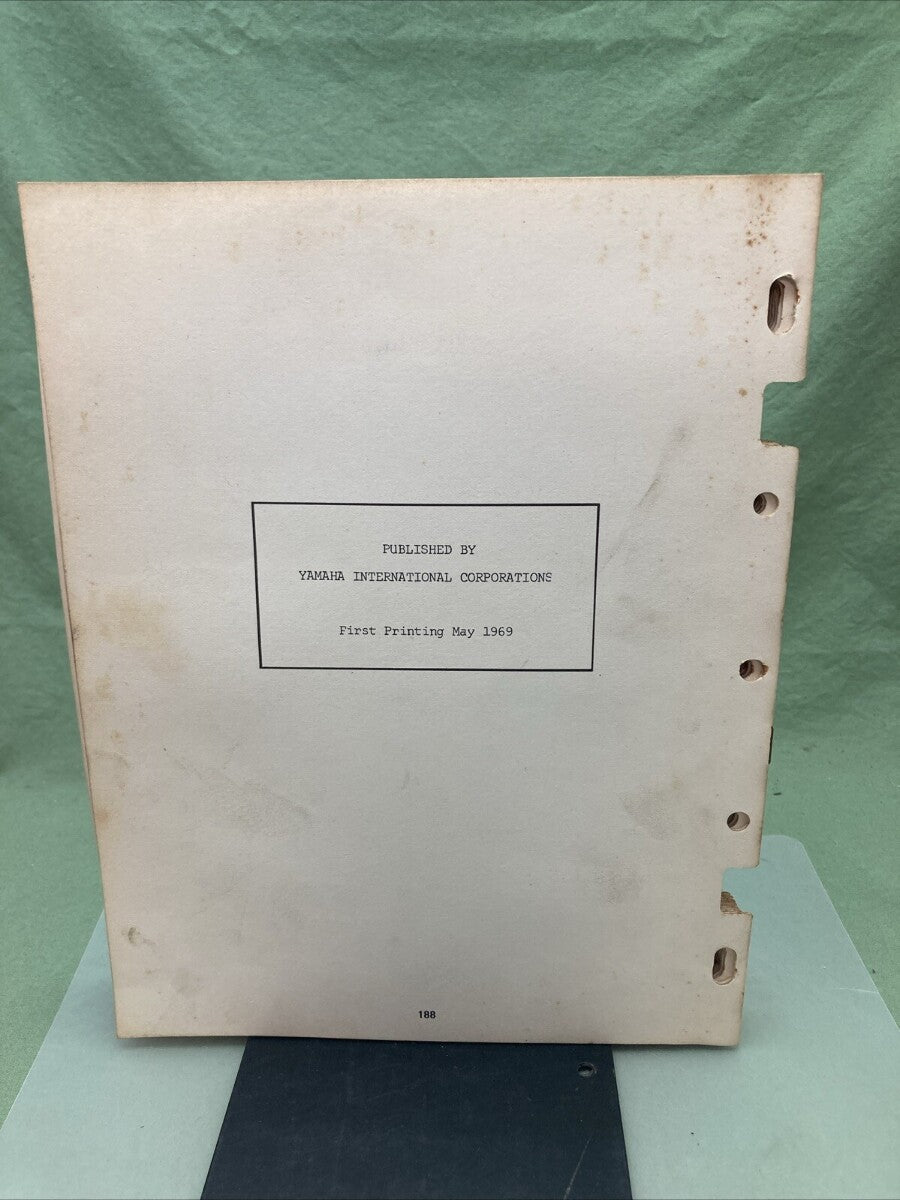 PUBLISHED BY
YAMAHA INTERNATIONAL CORPORATIONS
First Printing May 1969
188